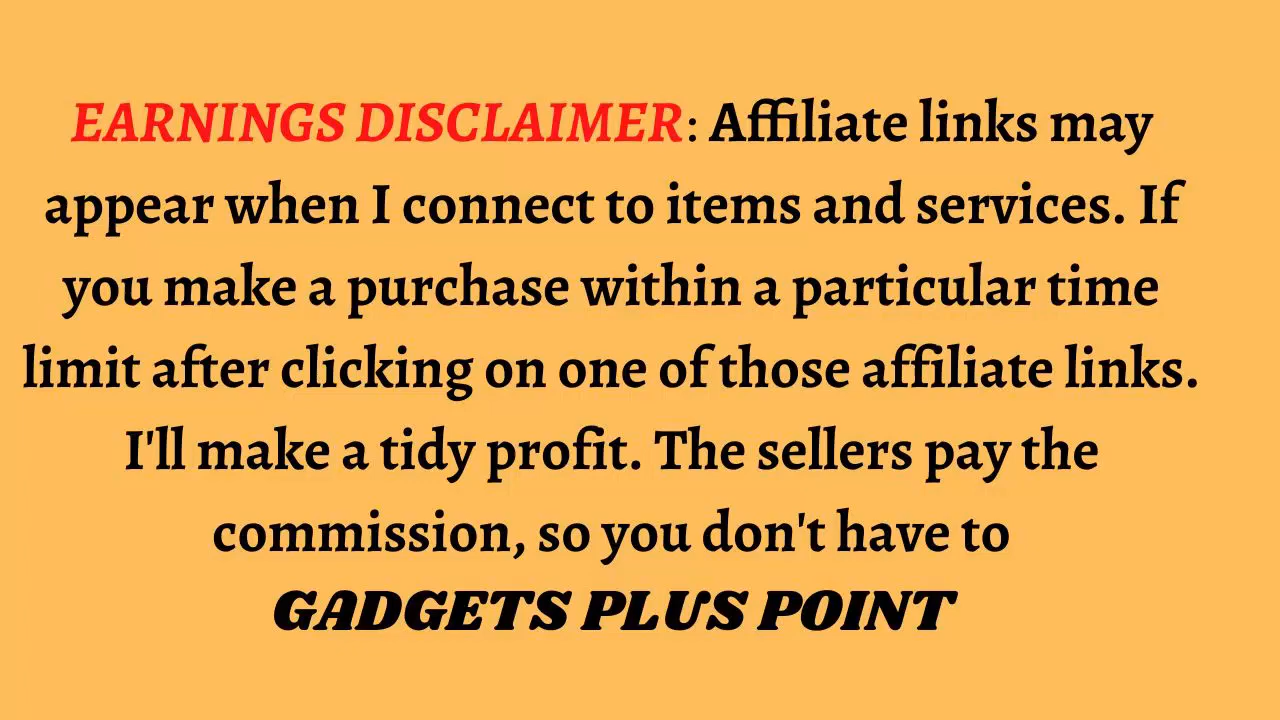 EARNINGS DISCLAIMER: Affiliate links may
appear when I connect to items and services. If
you make a purchase within a particular time
limit after clicking on one of those affiliate links.
I'll make a tidy profit. The sellers pay the
commission, so you don't have to
GADGETS PLUS POINT